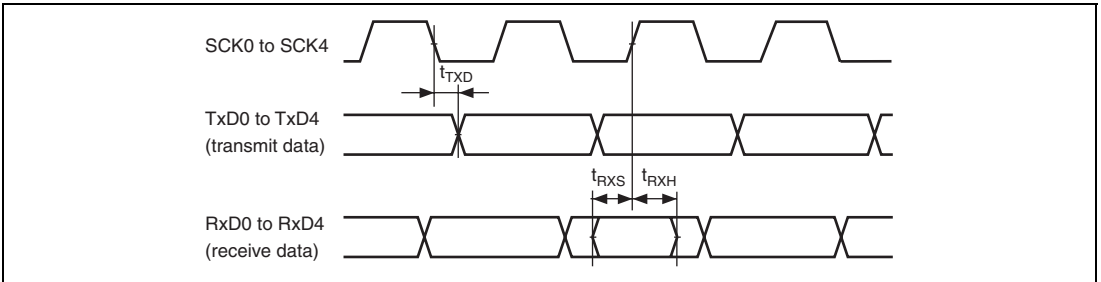 SCK0 to SCK4
tTXD
TxD0 to TxD4
(transmit data)
tRXS tRXH
RxD0 to RxD4
(receive data)